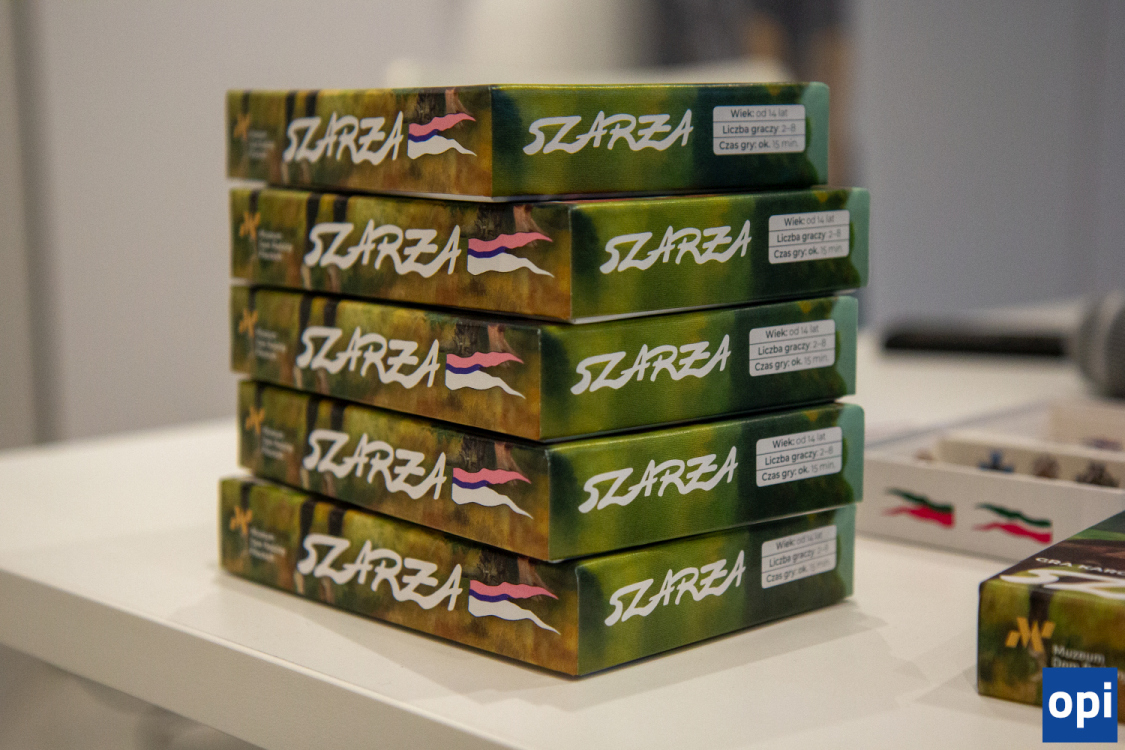 SZARŻA
SZARŻA
Wiek: od 14 lat
Liczba graczy: 2–8
Czas gry: ok. 15 min.
SZARŻA
SZARŻA
Wiek: od 14 lat
Liczba graczy: 2–8
Czas gry: ok. 15 min.
SZARŻA
SZARŻA
Wiek: od 14 lat
Liczba graczy: 2–8
Czas gry: ok. 15 min.
SZARŻA
SZARŻA
Wiek: od 14 lat
Liczba graczy: 2–8
Czas gry: ok. 15 min.
SZARŻA
SZARŻA
Wiek: od 14 lat
Liczba graczy: 2–8
Czas gry: ok. 15 min.
Muzeum
Dom
opi